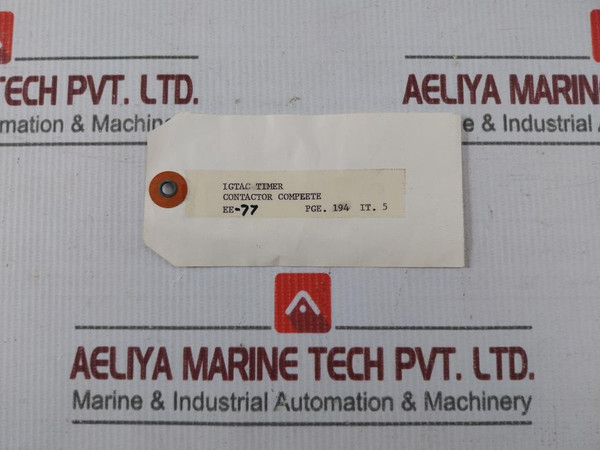 TECH PVT. LTD.
mation & Machin
AELIYA MARINE
e & Industrial A
IGTAC TIMER
CONTACTOR COMPEETE
EE-77 PGE. 194 IT. 5
AELIYA MARINE TECH PVT. LTD.
Marine & Industrial Automation & Machinery